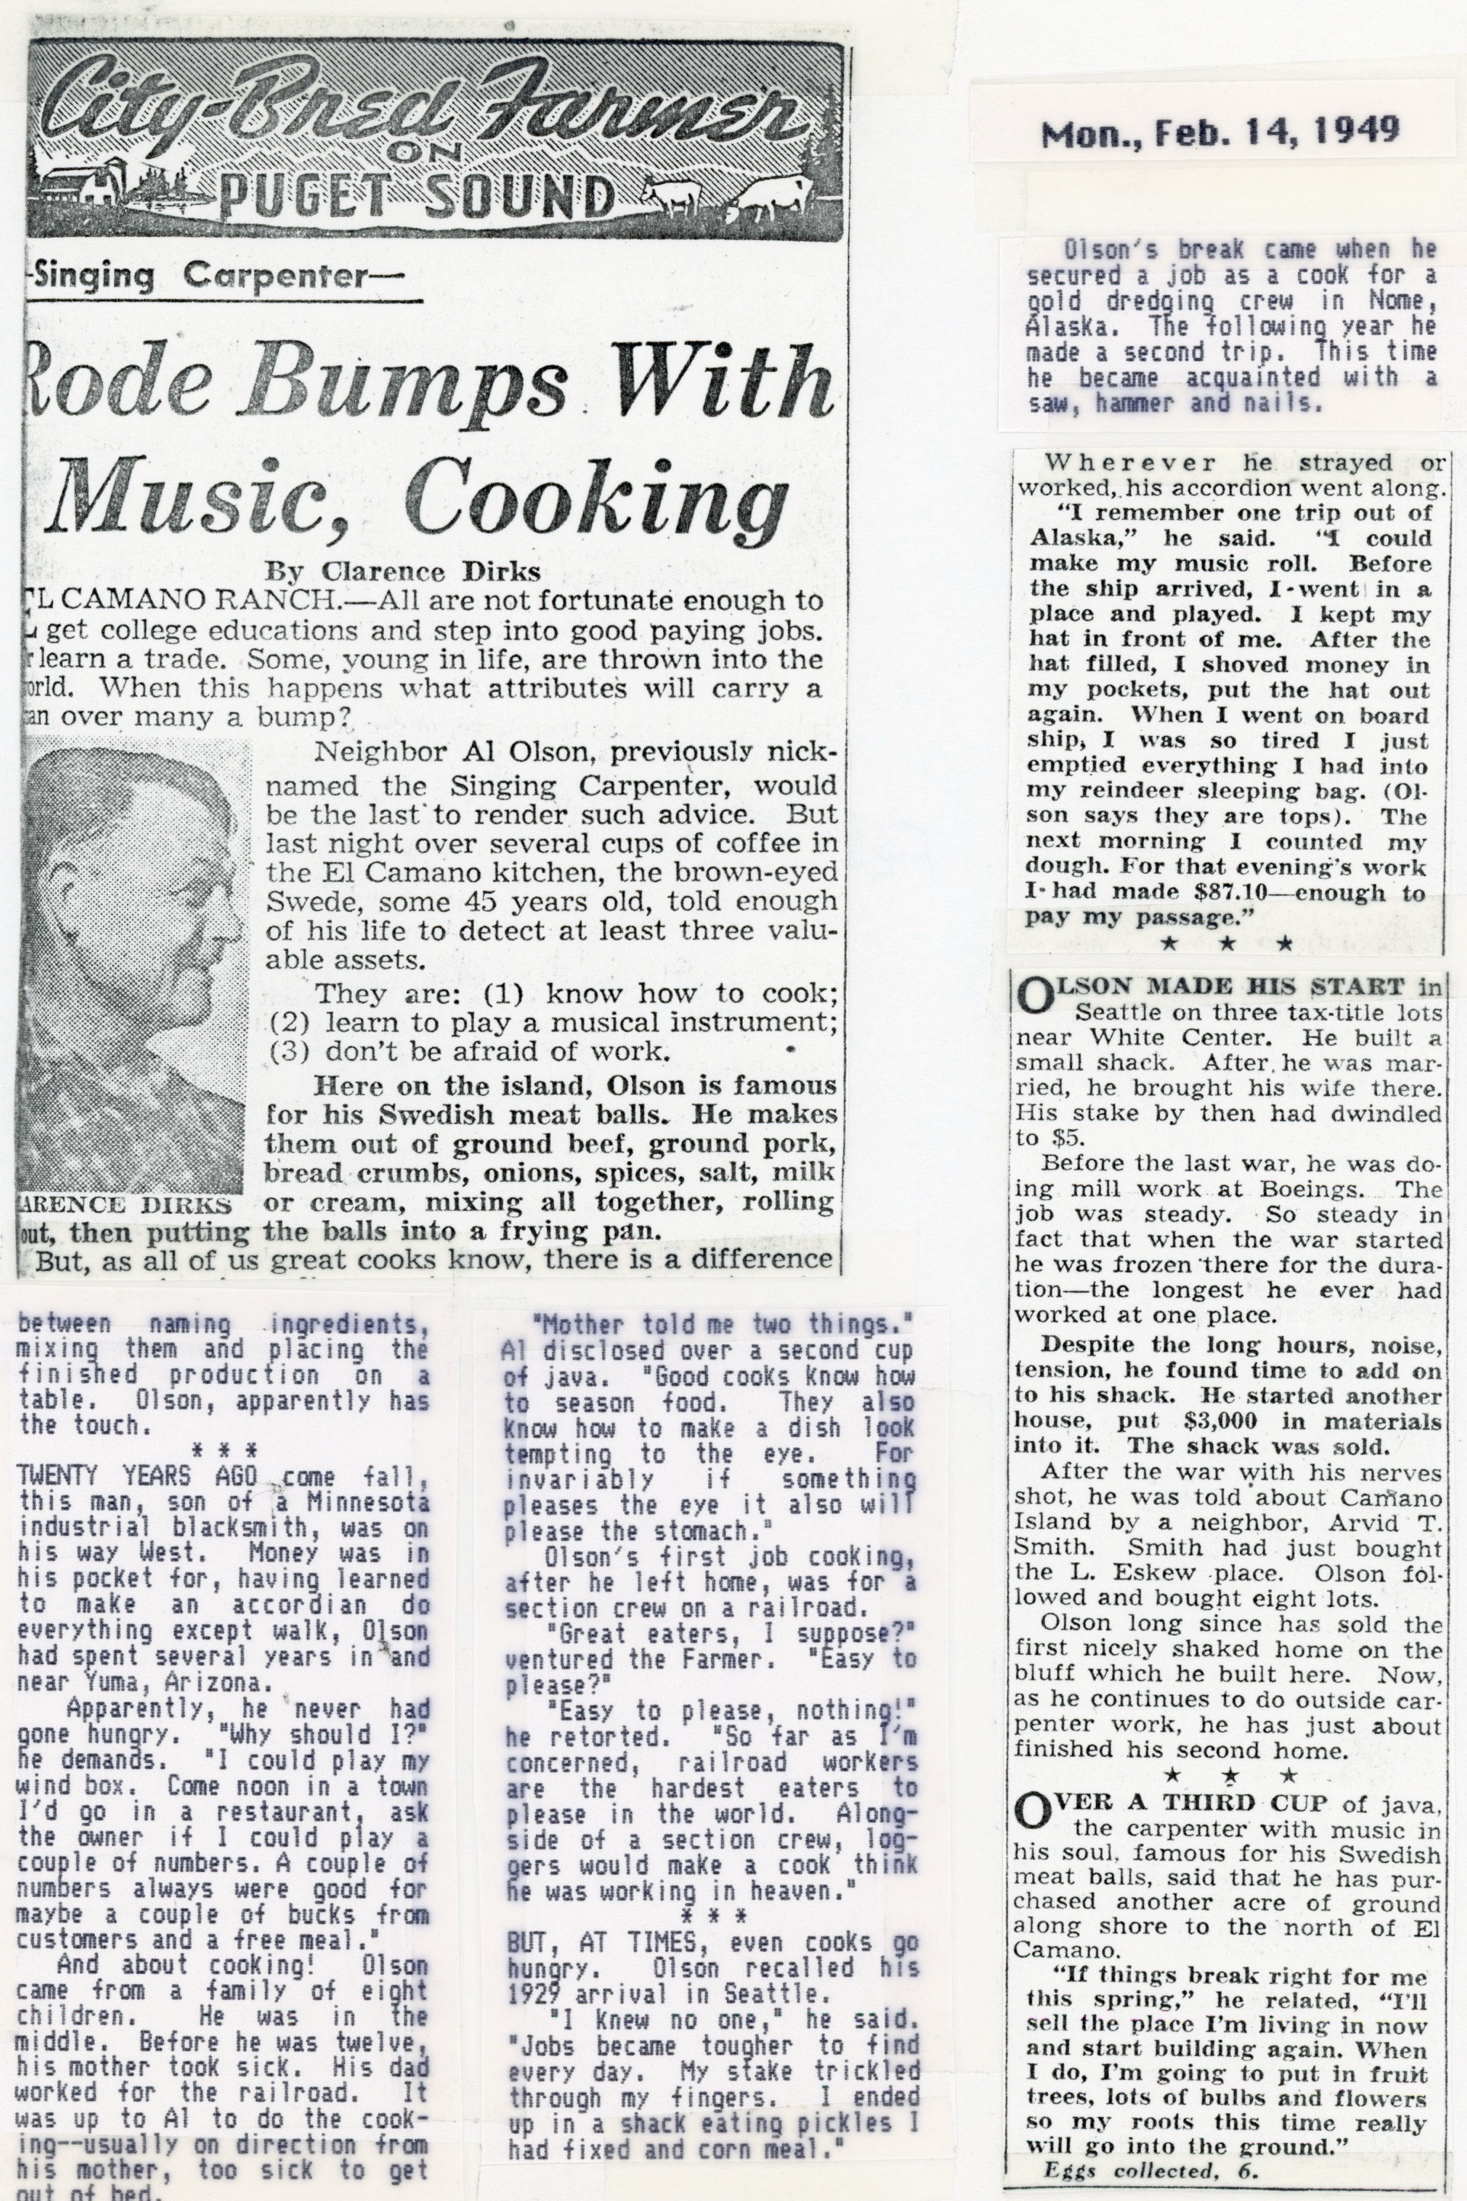 City-Bred Farmer
ON
PUGET SOUND
-Singing Carpenter—
Rode Bumps With
Music, Cooking
By Clarence Dirks
EL CAMANO RANCH.—All are not fortunate enough to
get college educations and step into good paying jobs.
r learn a trade. Some, young in life, are thrown into the
orld. When this happens what attributes will carry a
an over many a bump?
Neighbor Al Olson, previously nick-
named the Singing Carpenter, would
be the last to render such advice. But
last night over several cups of coffee in
the El Camano kitchen, the brown-eyed
Swede, some 45 years old, told enough
of his life to detect at least three valu-
able assets.
They are: (1) know how to cook;
(2) learn to play a musical instrument;
(3) don't be afraid of work.
Here on the island, Olson is famous
for his Swedish meat balls. He makes
them out of ground beef, ground pork,
bread crumbs, onions, spices, salt, milk
ARENCE DIRKS or cream, mixing all together, rolling
out, then putting the balls into a frying pan.
But, as all of us great cooks know, there is a difference
between naming ingredients,
mixing them and placing the
finished production on a
table. Olson, apparently has
the touch.
* * *
TWENTY YEARS AGO come fall,
this man, son of a Minnesota
industrial blacksmith, was on
his way West. Money was in
his pocket for, having learned
to make an accordian do
everything except walk, Olson
had spent several years in and
near Yuma, Arizona.
Apparently, he never had
gone hungry. "Why should I?"
he demands. "I could play my
wind box. Come noon in a town
I'd go in a restaurant, ask
the owner if I could play a
couple of numbers. A couple of
numbers always were good for
maybe a couple of bucks from
customers and a free meal."
And about cooking! Olson
came from a family of eight
children. He was in the
middle. Before he was twelve,
his mother took sick. His dad
worked for the railroad. It
was up to Al to do the cook-
ing--usually on direction from
his mother, too sick to get
out of bed.
"Mother told me two things."
Al disclosed over a second cup
of java. "Good cooks know how
to season food. They also
know how to make a dish look
tempting to the eye. For
invariably if something
pleases the eye it also will
please the stomach."
Olson's first job cooking,
after he left home, was for a
section crew on a railroad.
"Great eaters, I suppose?"
ventured the Farmer. "Easy to
please?"
"Easy to please, nothing!"
he retorted. "So far as I'm
concerned, railroad workers
are the hardest eaters to
please in the world. Along-
side of a section crew, log-
gers would make a cook think
he was working in heaven."
* * *
BUT, AT TIMES, even cooks go
hungry. Olson recalled his
1929 arrival in Seattle.
"I knew no one," he said.
"Jobs became tougher to find
every day. My stake trickled
through my fingers. I ended
up in a shack eating pickles I
had fixed and corn meal."
Mon., Feb. 14, 1949
Olson's break came when he
secured a job as a cook for a
gold dredging crew in Nome,
Alaska. The following year he
made a second trip. This time
he became acquainted with a
saw, hammer and nails.
Wherever he strayed or
worked, his accordion went along.
"I remember one trip out of
Alaska," he said. "I could
make my music roll. Before
the ship arrived, I went in a
place and played. I kept my
hat in front of me. After the
hat filled, I shoved money in
my pockets, put the hat out
again. When I went on board
ship, I was so tired I just
emptied everything I had into
my reindeer sleeping bag. (Ol-
son says they are tops). The
next morning I counted my
dough. For that evening's work
I had made $87.10—enough to
pay my passage."
★ ★ ★
OLSON MADE HIS START in
Seattle on three tax-title lots
near White Center. He built a
small shack. After he was mar-
ried, he brought his wife there.
His stake by then had dwindled
to $5.
Before the last war, he was do-
ing mill work at Boeings. The
job was steady. So steady in
fact that when the war started
he was frozen there for the dura-
tion—the longest he ever had
worked at one place.
Despite the long hours, noise,
tension, he found time to add on
to his shack. He started another
house, put $3,000 in materials
into it. The shack was sold.
After the war with his nerves
shot, he was told about Camano
Island by a neighbor, Arvid T.
Smith. Smith had just bought
the L. Eskew place. Olson fol-
lowed and bought eight lots.
Olson long since has sold the
first nicely shaked home on the
bluff which he built here. Now,
as he continues to do outside car-
penter work, he has just about
finished his second home.
★ ★ ★
OVER A THIRD CUP of java,
the carpenter with music in
his soul, famous for his Swedish
meat balls, said that he has pur-
chased another acre of ground
along shore to the north of El
Camano.
"If things break right for me
this spring," he related, "I'll
sell the place I'm living in now
and start building again. When
I do, I'm going to put in fruit
trees, lots of bulbs and flowers
so my roots this time really
will go into the ground."
Eggs collected, 6.